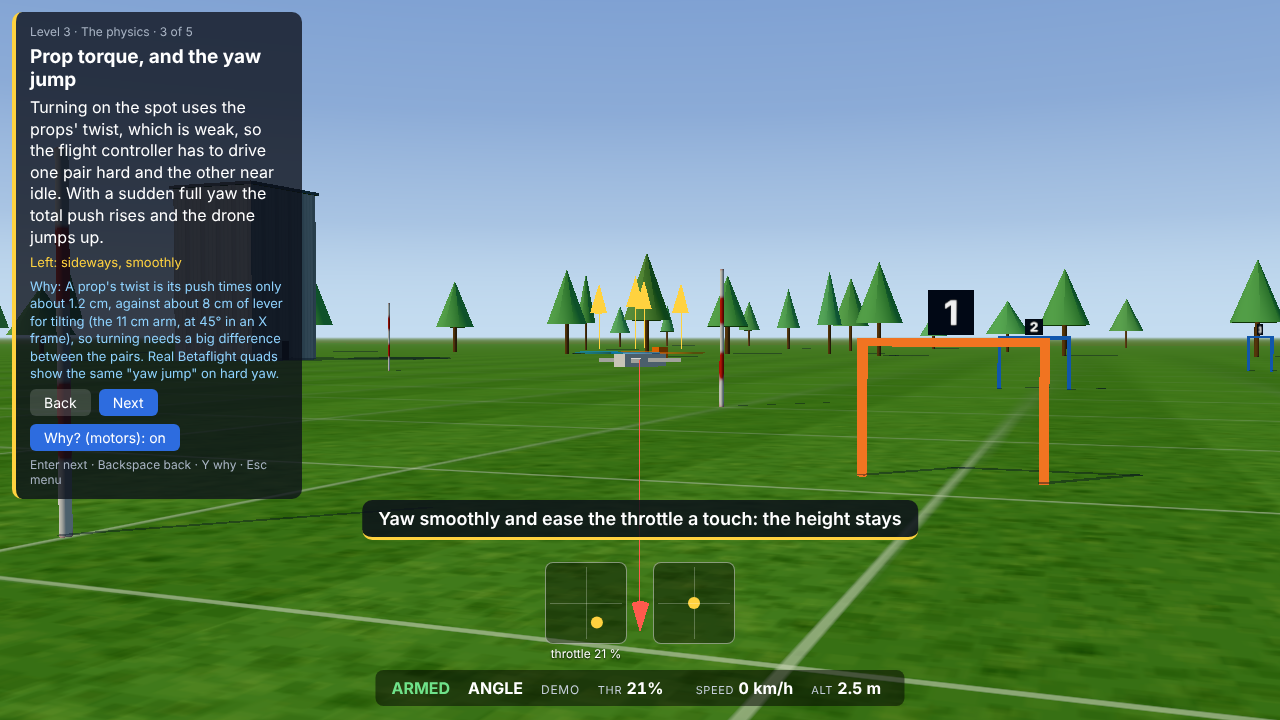 Level 3 · The physics · 3 of 5
Prop torque, and the yaw
jump
Turning on the spot uses the
props' twist, which is weak, so
the flight controller has to drive
one pair hard and the other near
idle. With a sudden full yaw the
total push rises and the drone
jumps up.
Left: sideways, smoothly
Why: A prop's twist is its push times only
about 1.2 cm, against about 8 cm of lever
for tilting (the 11 cm arm, at 45° in an X
frame), so turning needs a big difference
between the pairs. Real Betaflight quads
show the same "yaw jump" on hard yaw.
Back Next
Why? (motors): on
Enter next · Backspace back · Y why · Esc
menu
1
2
Yaw smoothly and ease the throttle a touch: the height stays
throttle 21 %
ARMED ANGLE DEMO THR 21% SPEED 0 km/h ALT 2.5 m